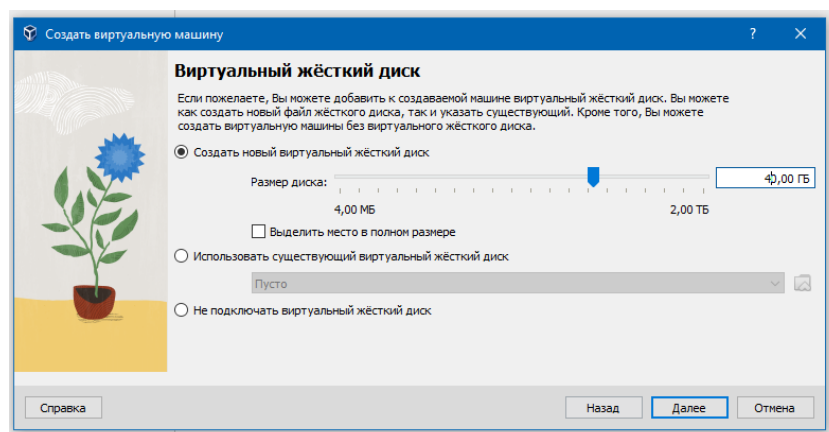 Создать виртуальную машину
?
Виртуальный жёсткий диск
Если пожелаете, Вы можете добавить к создаваемой машине виртуальный жёсткий диск. Вы можете
как создать новый файл жёсткого диска, так и указать существующий. Кроме того, Вы можете
создать виртуальную машины без виртуального жёсткого диска.
Создать новый виртуальный жёсткий диск
Размер диска: 40,00 ГБ
4,00 МБ 2,00 ТБ
Выделить место в полном размере
Использовать существующий виртуальный жёсткий диск
Пусто
Не подключать виртуальный жёсткий диск
Справка Назад Далее Отмена